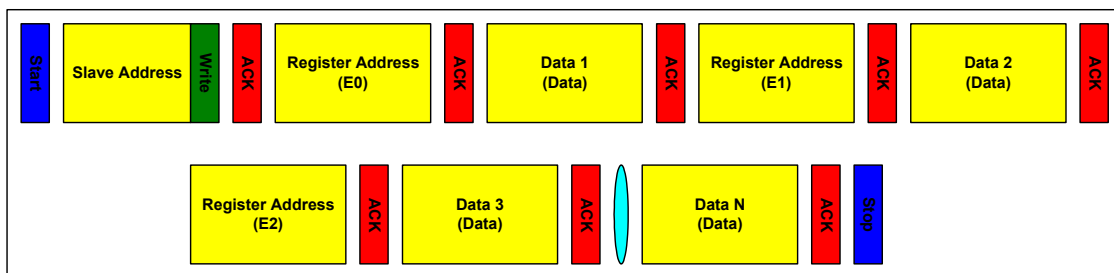 Start
Slave Address
Write
ACK
Register Address
(E0)
ACK
Data 1
(Data)
ACK
Register Address
(E1)
ACK
Data 2
(Data)
ACK
Register Address
(E2)
ACK
Data 3
(Data)
ACK
Data N
(Data)
ACK
Stop